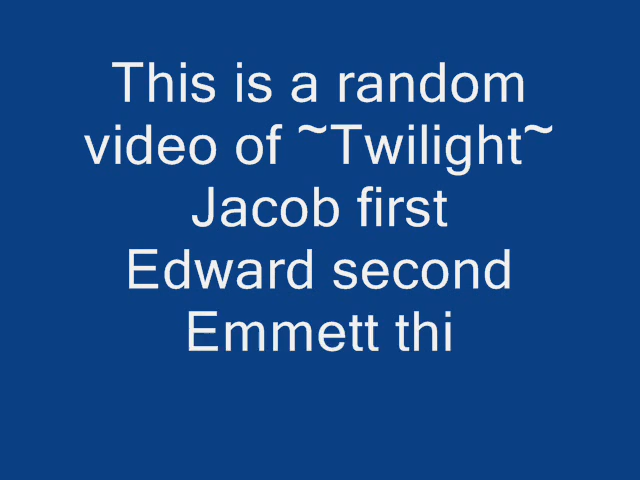 This is a random
video of ~Twilight~
Jacob first
Edward second
Emmett thi